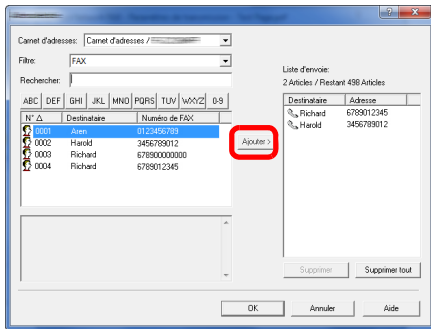 Carnet d'adresses: Carnet d'adresses /
Filtre: FAX
Rechercher:
ABC DEF GHI JKL MNO PQRS TUV WXYZ 0-9
N° Δ Destinataire Numéro de FAX
0001 Aren 0123456789
0002 Harold 3456789012
0003 Richard 678900000000
0004 Richard 6789012345
Ajouter >
Liste d'envoie:
2 Articles / Restant 498 Articles
Destinataire Adresse
Richard 6789012345
Harold 3456789012
Supprimer Supprimer tout
OK Annuler Aide